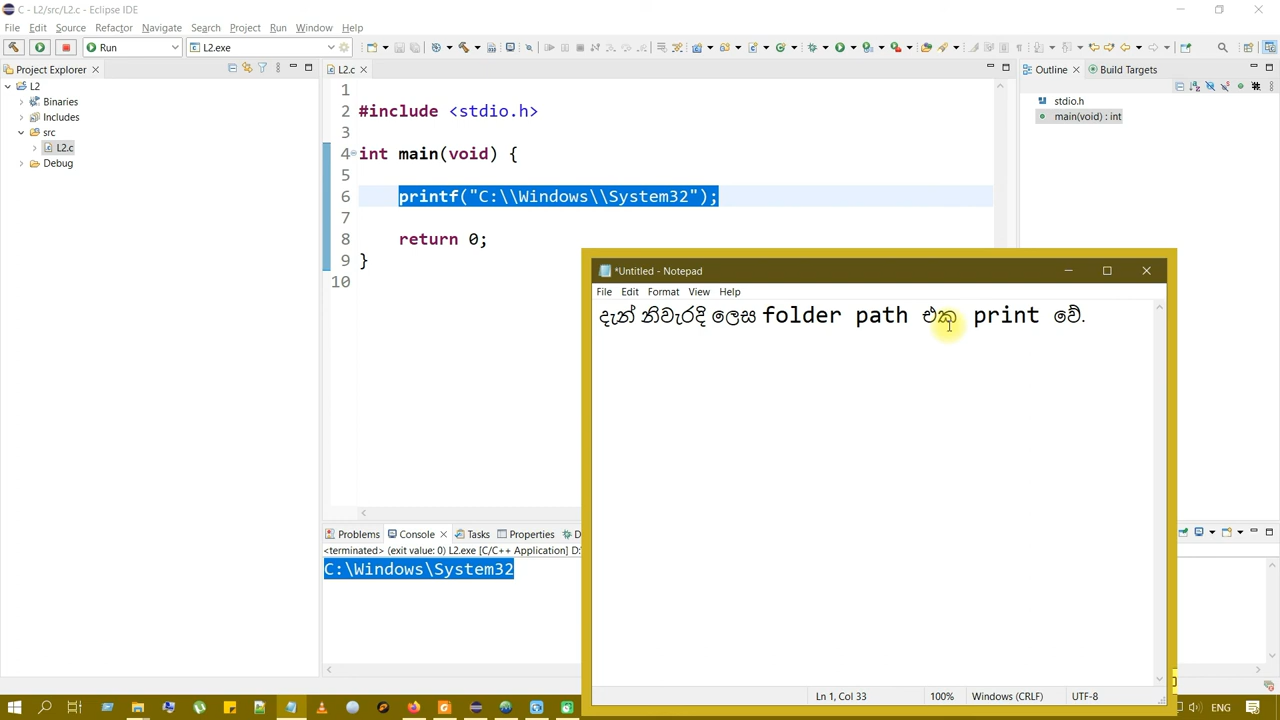 C - L2/src/L2.c - Eclipse IDE
File Edit Source Refactor Navigate Search Project Run Window Help
Run
L2.exe
Project Explorer
L2
Binaries
Includes
src
L2.c
Debug
L2.c
1
2 #include <stdio.h>
3
4 int main(void) {
5
6 printf("C:\\Windows\\System32");
7
8 return 0;
9 }
10
Outline
Build Targets
stdio.h
main(void) : int
*Untitled - Notepad
File Edit Format View Help
දැන් නිවැරදි ලෙස folder path එක print වේ.
Ln 1, Col 33 100% Windows (CRLF) UTF-8
Problems Console Tasks Properties D
<terminated> (exit value: 0) L2.exe [C/C++ Application] D:
C:\Windows\System32
ENG